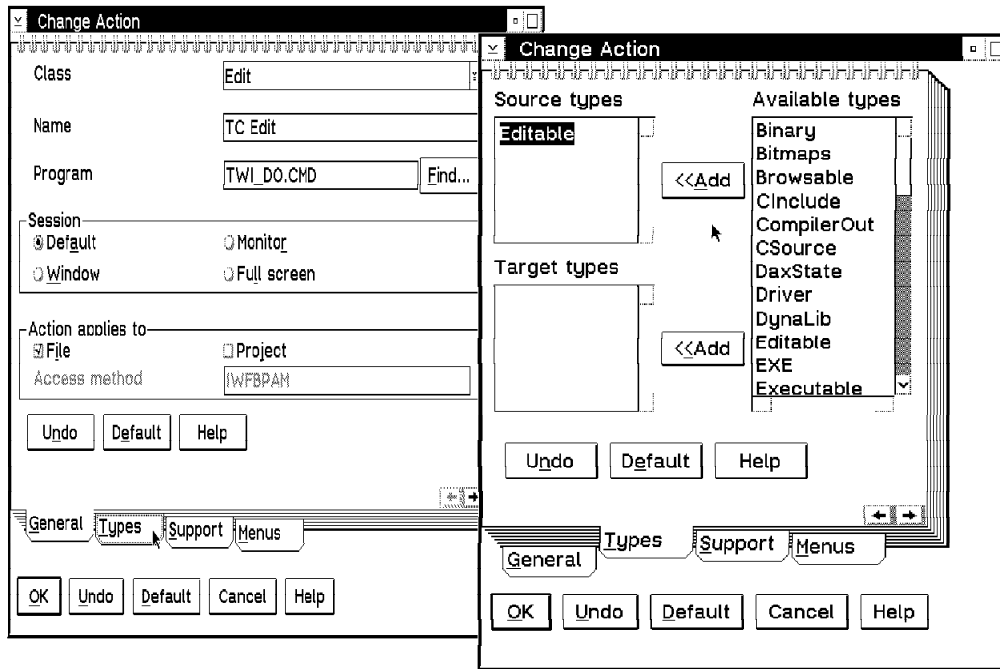 Change Action
Class
Edit
Name
TC Edit
Program
TWI_DO.CMD
Find...
Session
Default
Monitor
Window
Full screen
Action applies to
File
Project
Access method
IWFBPAM
Undo
Default
Help
General
Types
Support
Menus
OK
Undo
Default
Cancel
Help
Change Action
Source types
Available types
Editable
<<Add
Binary
Bitmaps
Browsable
CInclude
CompilerOut
CSource
DaxState
Driver
DynaLib
Editable
EXE
Executable
Target types
<<Add
Undo
Default
Help
General
Types
Support
Menus
OK
Undo
Default
Cancel
Help